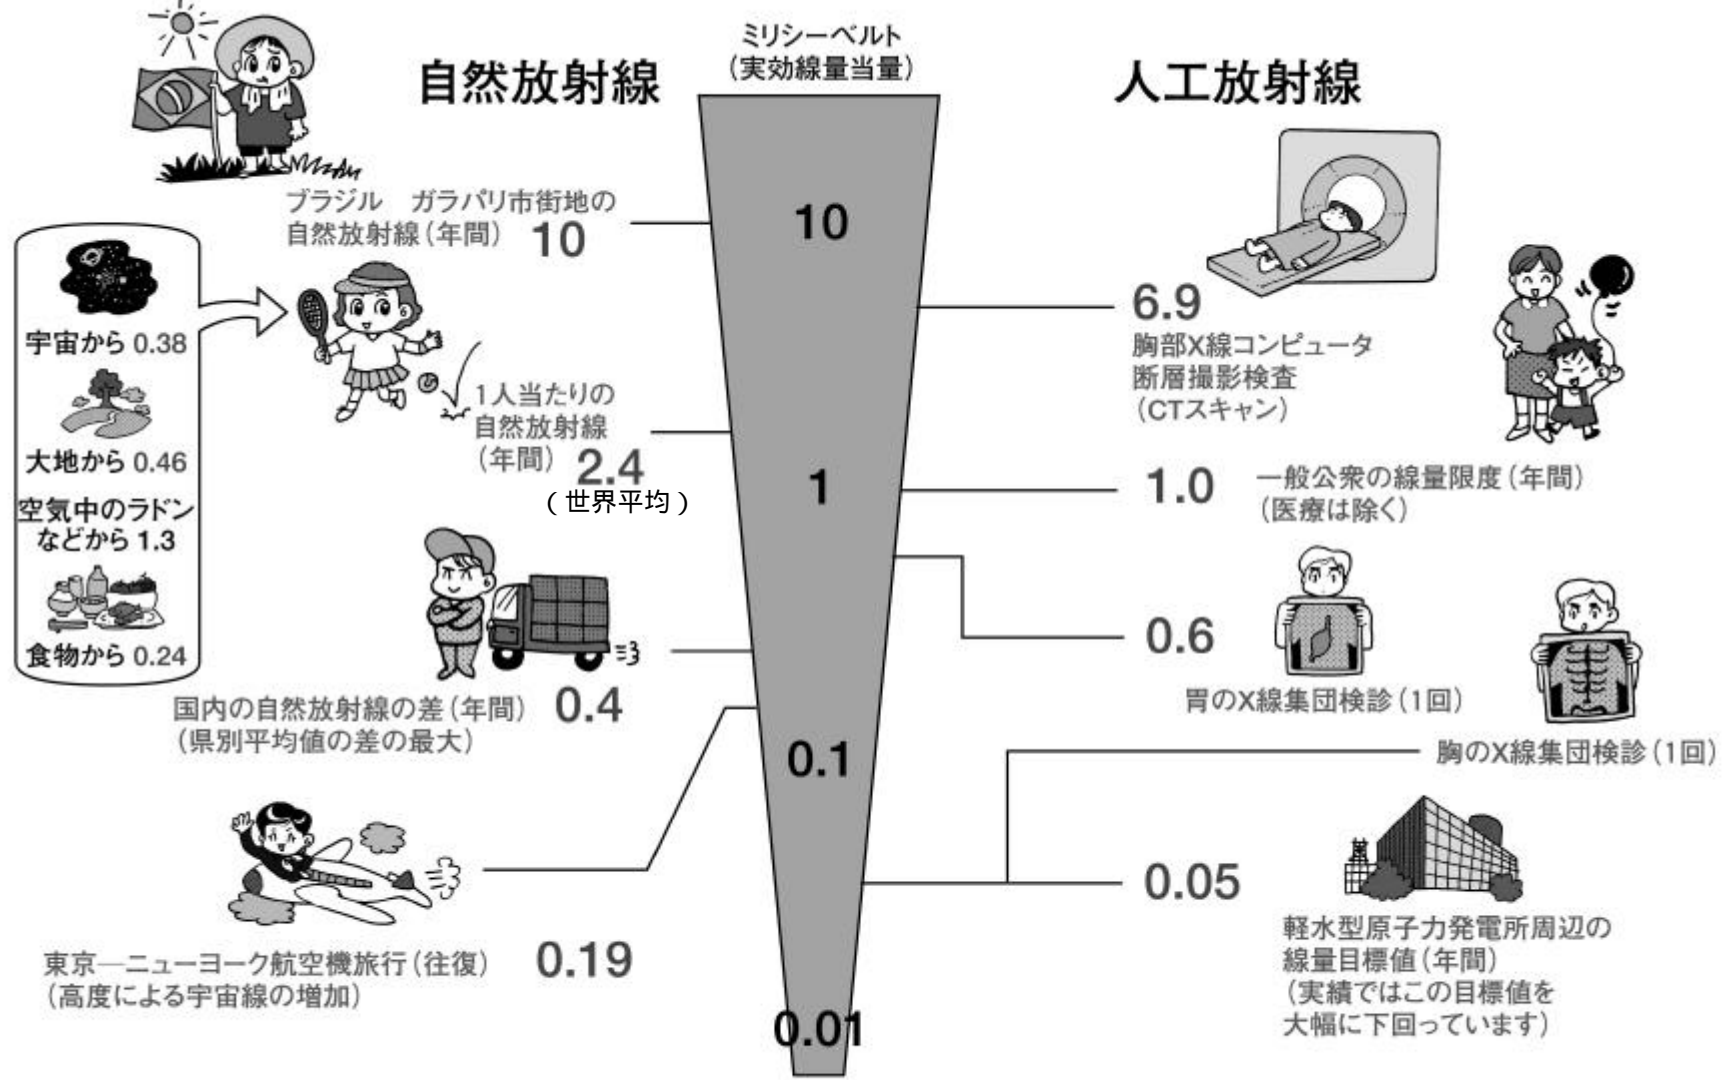 ミリシーベルト
(実効線量当量)
自然放射線
人工放射線
ブラジル ガラパリ市街地の
自然放射線(年間) 10
宇宙から 0.38
大地から 0.46
空気中のラドン
などから 1.3
食物から 0.24
1人当たりの
自然放射線
(年間) 2.4
(世界平均)
国内の自然放射線の差(年間) 0.4
(県別平均値の差の最大)
東京―ニューヨーク航空機旅行(往復) 0.19
(高度による宇宙線の増加)
10
1
0.1
0.01
6.9
胸部X線コンピュータ
断層撮影検査
(CTスキャン)
1.0 一般公衆の線量限度(年間)
(医療は除く)
0.6
胃のX線集団検診(1回)
胸のX線集団検診(1回)
0.05
軽水型原子力発電所周辺の
線量目標値(年間)
(実績ではこの目標値を
大幅に下回っています)